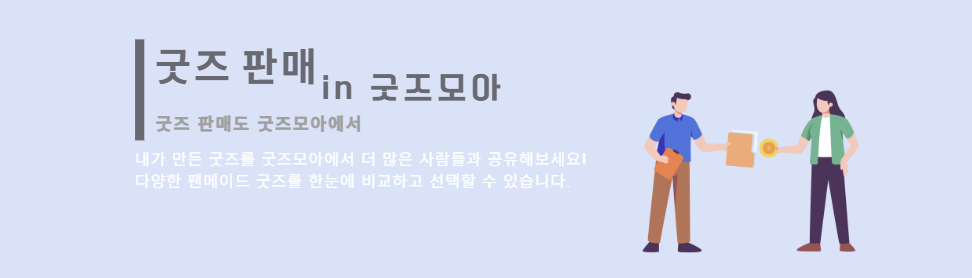 굿즈 판매 in 굿즈모아
굿즈 판매도 굿즈모아에서
내가 만든 굿즈를 굿즈모아에서 더 많은 사람들과 공유해보세요!
다양한 팬메이드 굿즈를 한눈에 비교하고 선택할 수 있습니다.